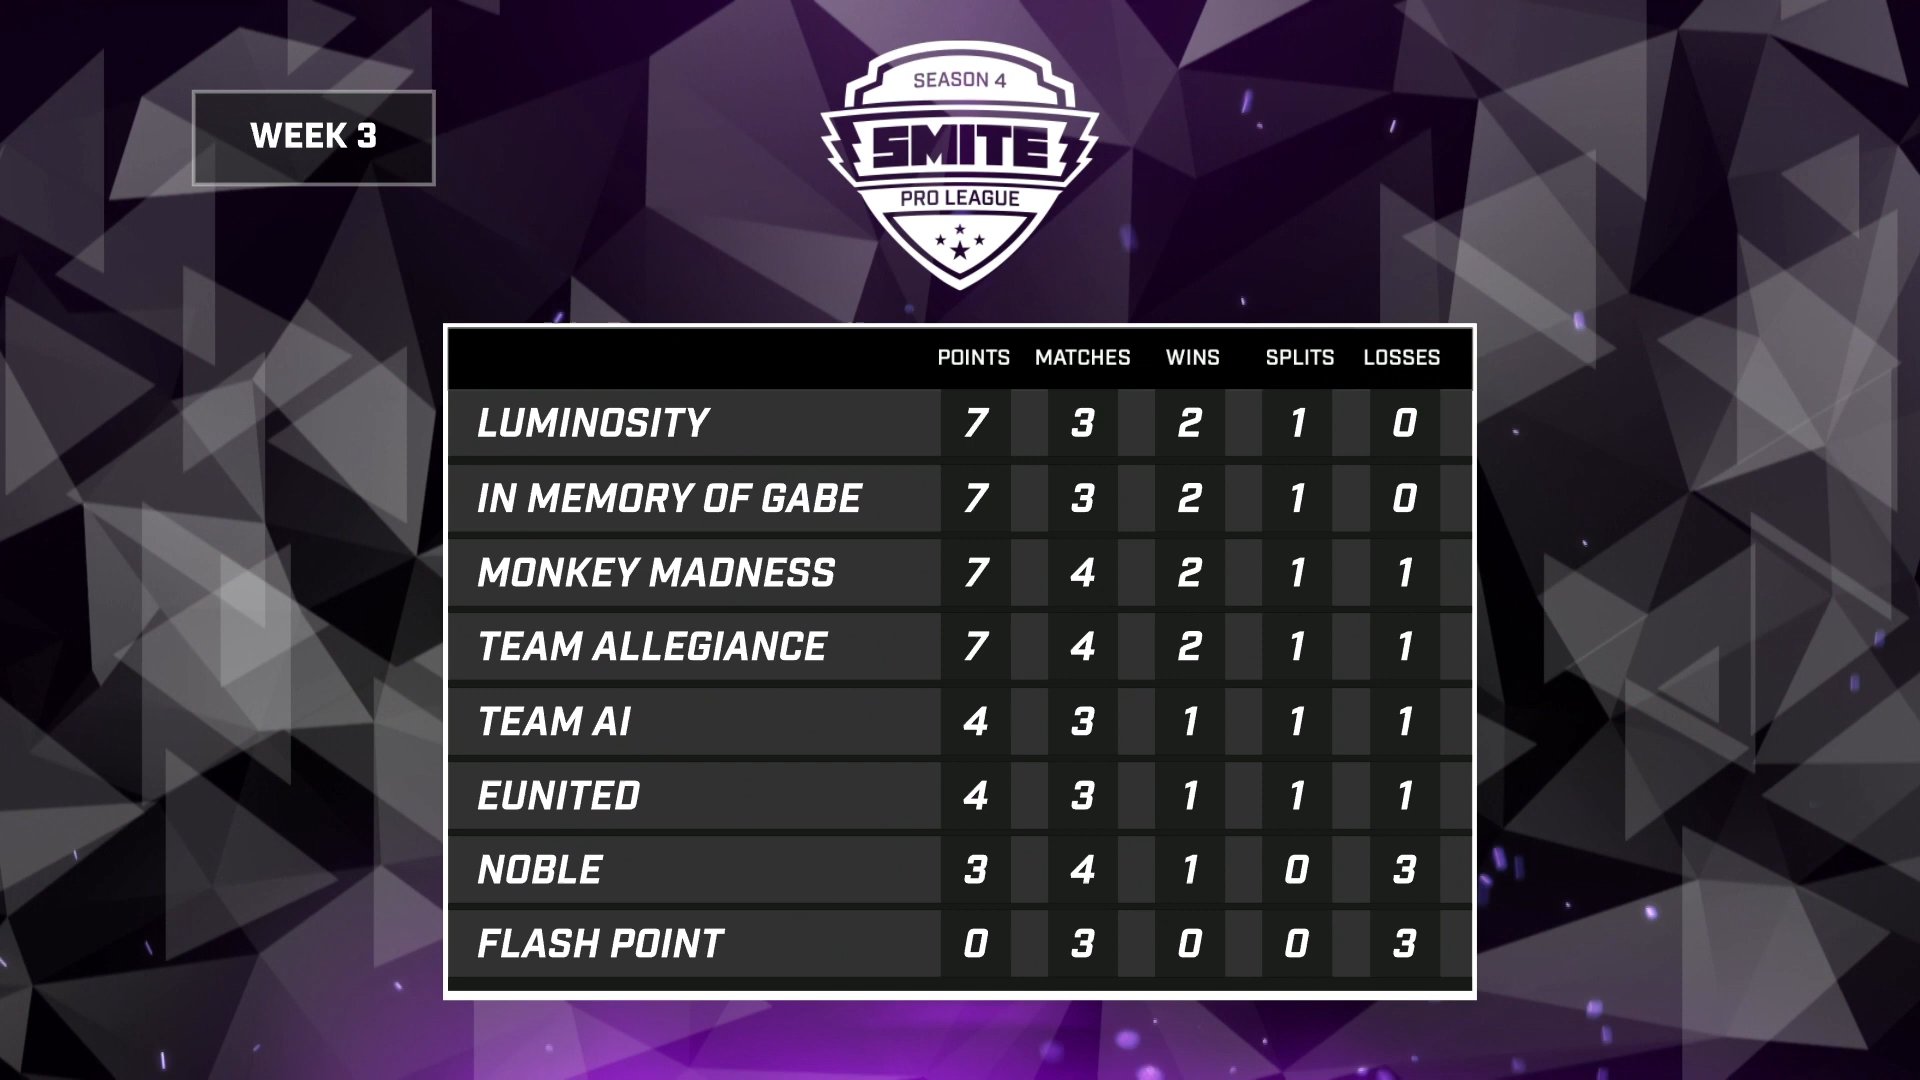 WEEK 3
SEASON 4
SMITE
PRO LEAGUE
POINTS MATCHES WINS SPLITS LOSSES
LUMINOSITY 7 3 2 1 0
IN MEMORY OF GABE 7 3 2 1 0
MONKEY MADNESS 7 4 2 1 1
TEAM ALLEGIANCE 7 4 2 1 1
TEAM AI 4 3 1 1 1
EUNITED 4 3 1 1 1
NOBLE 3 4 1 0 3
FLASH POINT 0 3 0 0 3